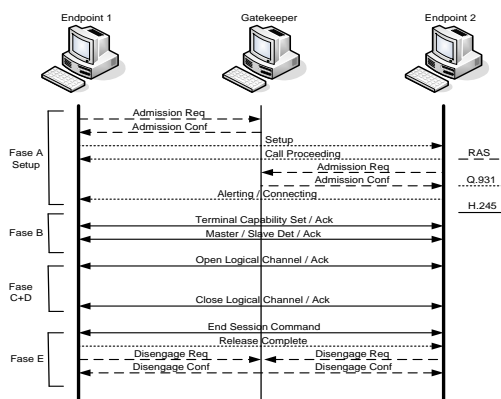 Endpoint 1
Gatekeeper
Endpoint 2
Fase A
Setup
Admission Req
Admission Conf
Setup
Call Proceeding
Admission Req
Admission Conf
Alerting / Connecting
RAS
Q.931
H.245
Fase B
Terminal Capability Set / Ack
Master / Slave Det / Ack
Fase
C+D
Open Logical Channel / Ack
Close Logical Channel / Ack
Fase E
End Session Command
Release Complete
Disengage Req
Disengage Req
Disengage Conf
Disengage Conf